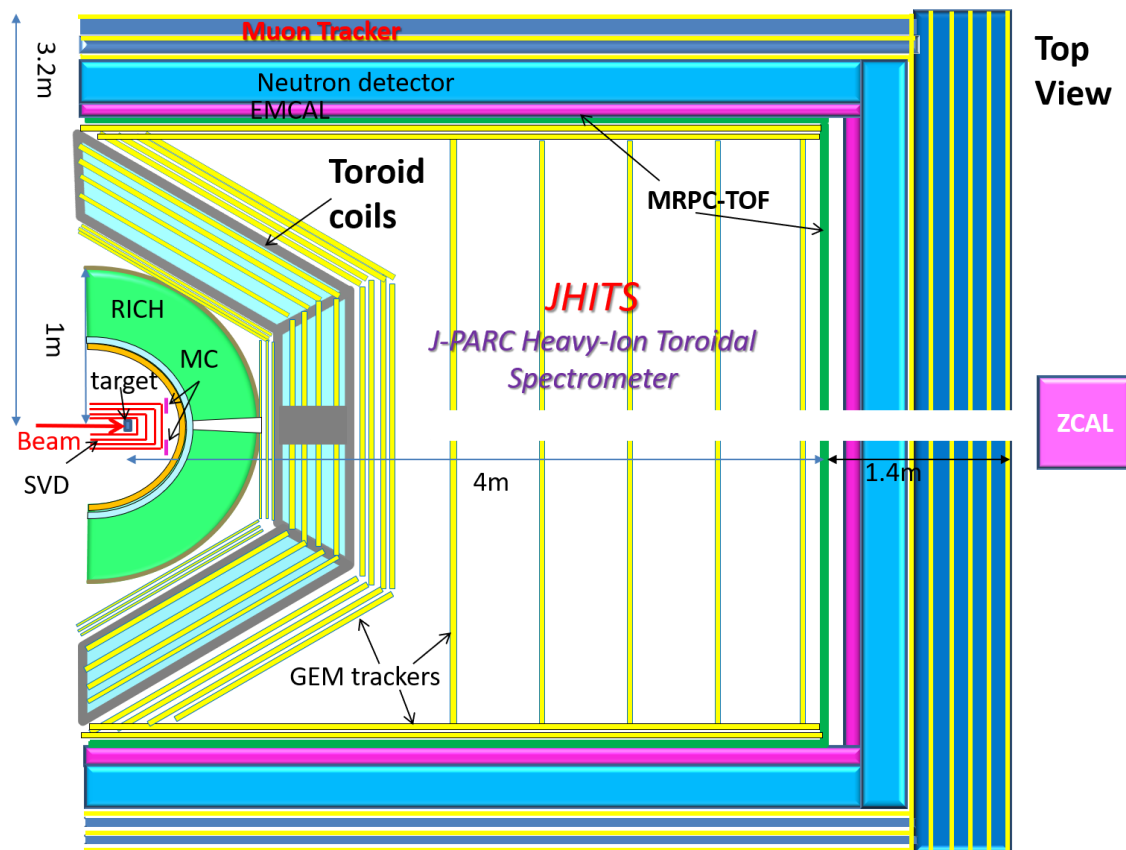 Muon Tracker
Top
View
3.2m
Neutron detector
EMCAL
Toroid
coils
MRPC-TOF
JHITS
J-PARC Heavy-Ion Toroidal
Spectrometer
RICH
1m
MC
target
Beam
SVD
ZCAL
4m
1.4m
GEM trackers